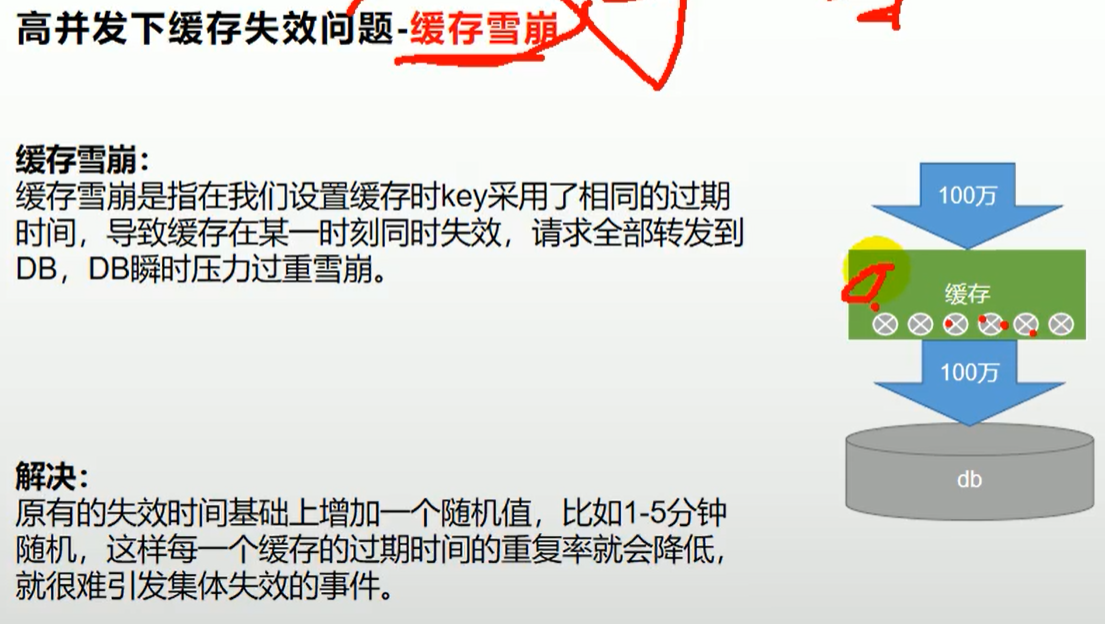 高并发下缓存失效问题-缓存雪崩
缓存雪崩：
缓存雪崩是指在我们设置缓存时key采用了相同的过期
时间，导致缓存在某一时刻同时失效，请求全部转发到
DB，DB瞬时压力过重雪崩。
100万
缓存
100万
db
解决：
原有的失效时间基础上增加一个随机值，比如1-5分钟
随机，这样每一个缓存的过期时间的重复率就会降低，
就很难引发集体失效的事件。